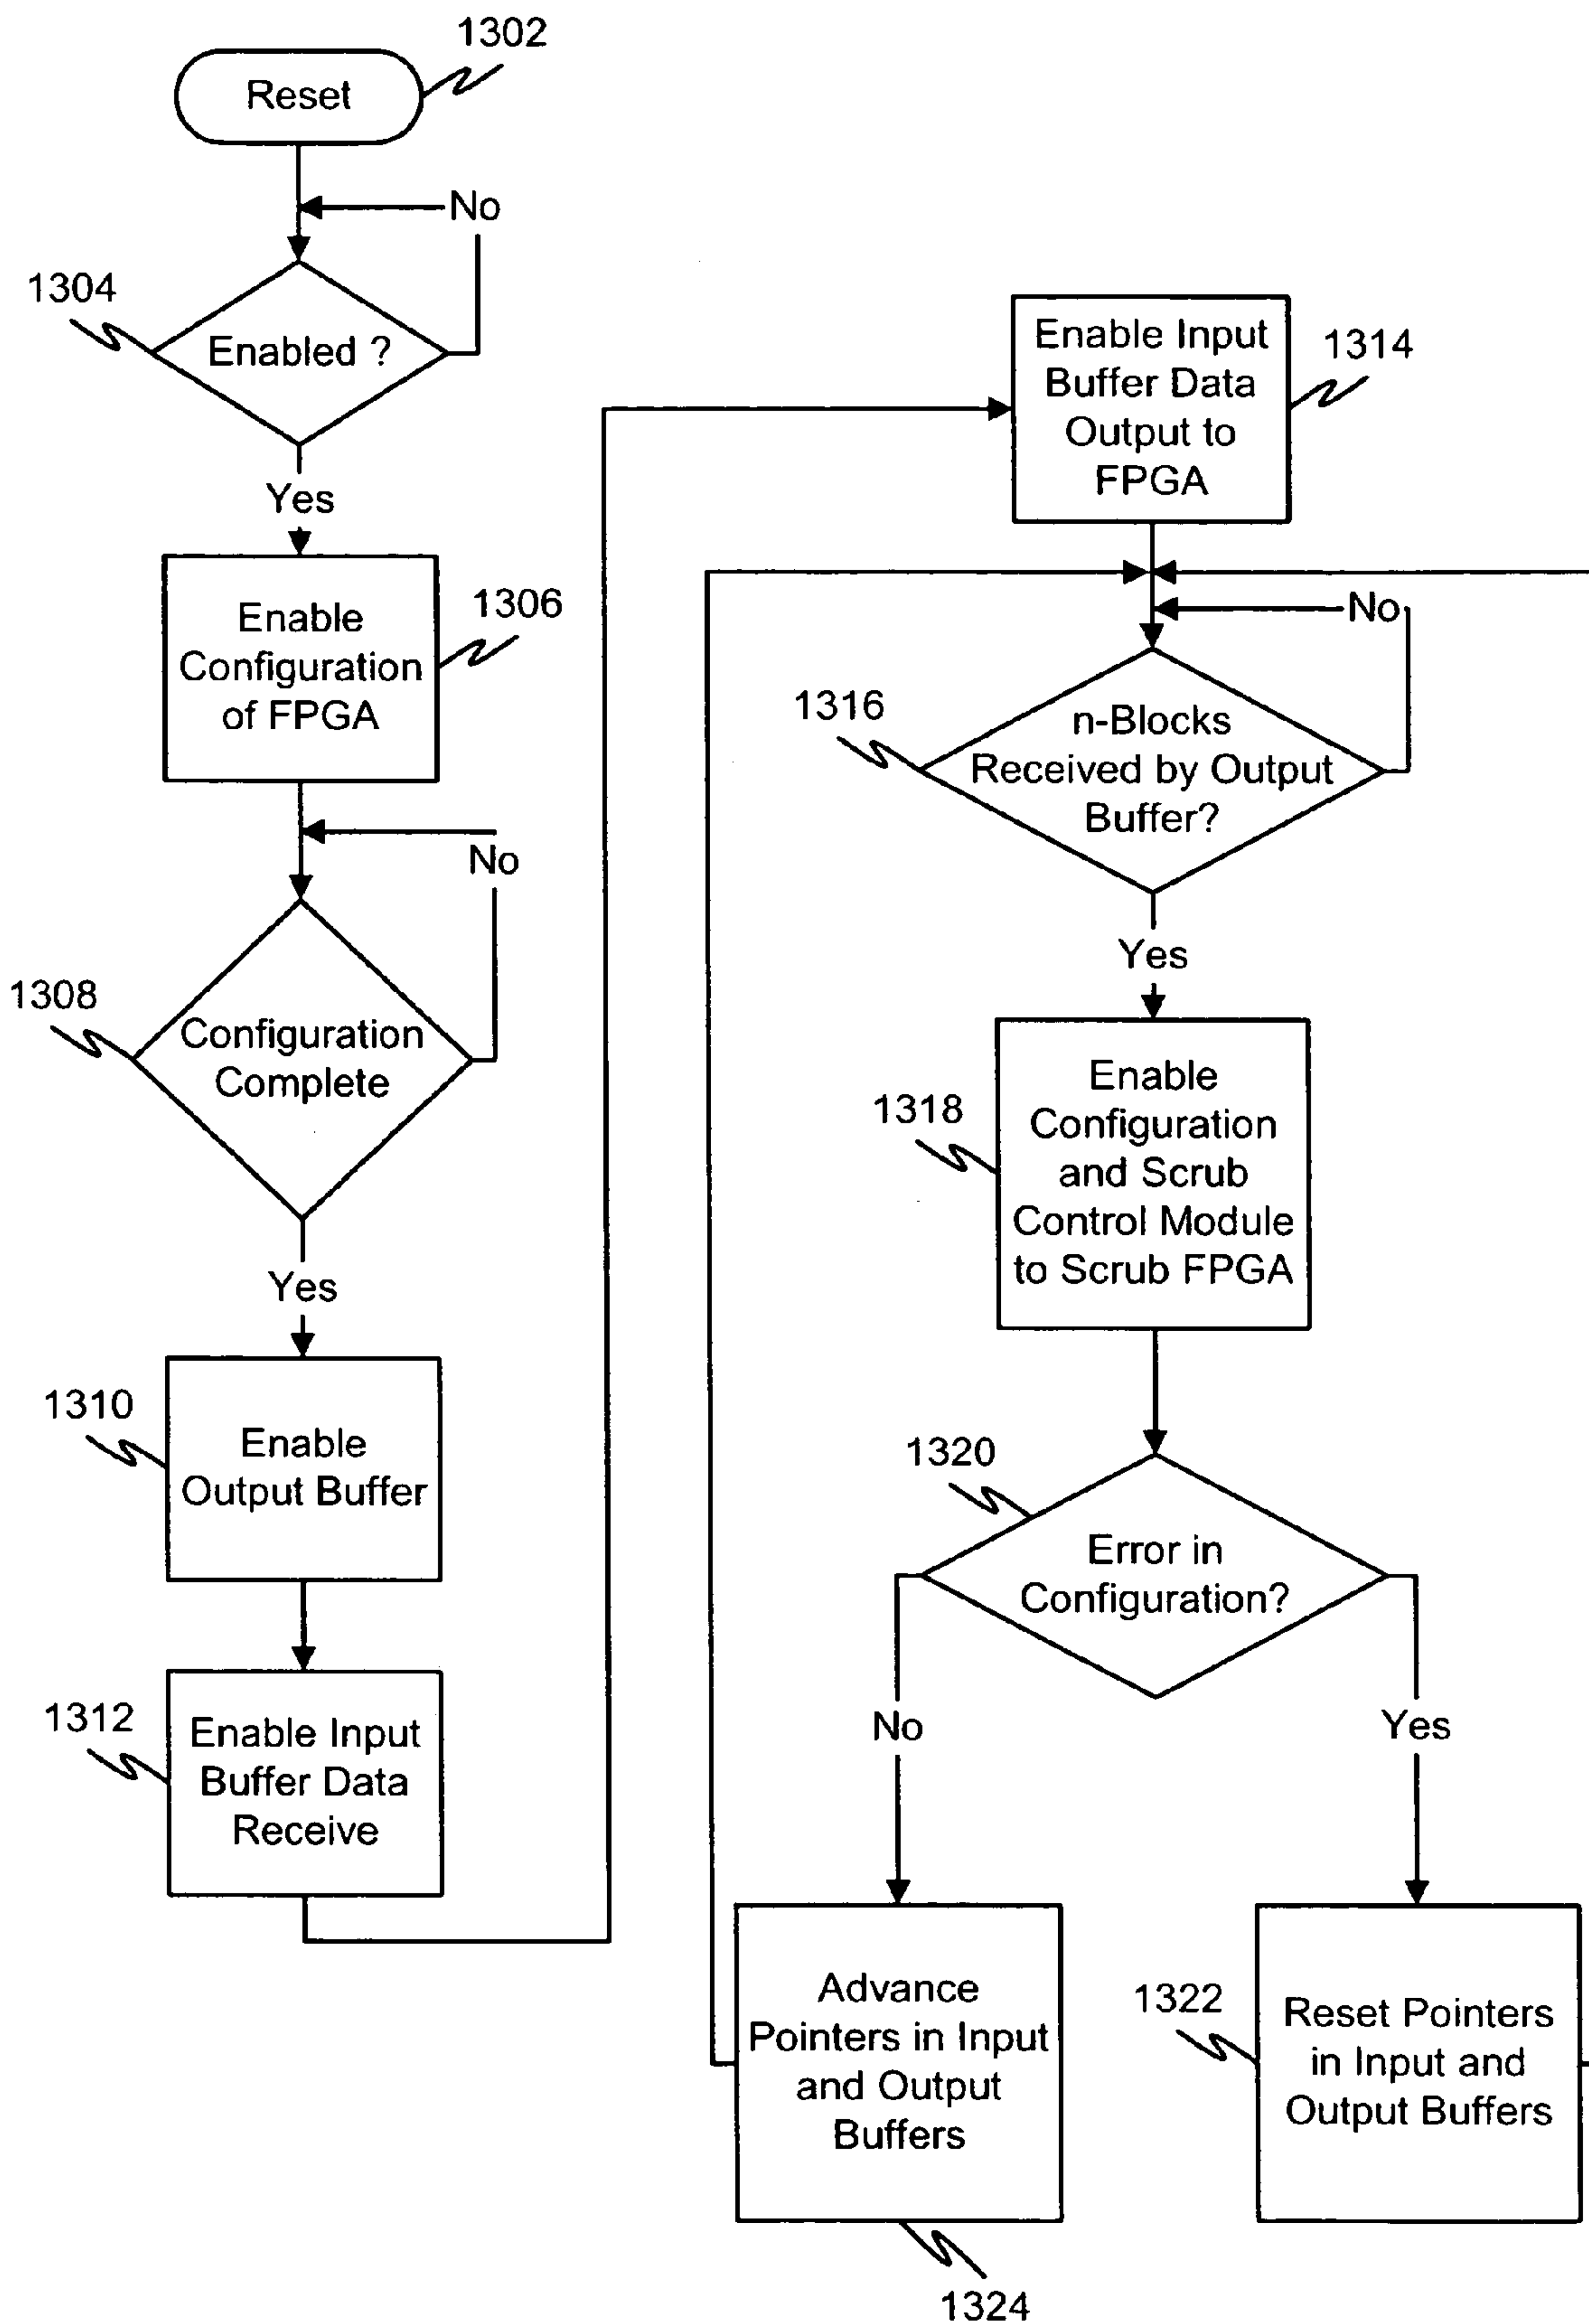 1302
Reset
No
1304
Enabled ?
Yes
1306
Enable
Configuration
of FPGA
No
1308
Configuration
Complete
Yes
1310
Enable
Output Buffer
1312
Enable Input
Buffer Data
Receive
Enable Input
Buffer Data
Output to
FPGA
1314
No
1316
n-Blocks
Received by Output
Buffer?
Yes
1318
Enable
Configuration
and Scrub
Control Module
to Scrub FPGA
1320
Error in
Configuration?
No
Yes
Advance
Pointers in Input
and Output
Buffers
1324
1322
Reset Pointers
in Input and
Output Buffers